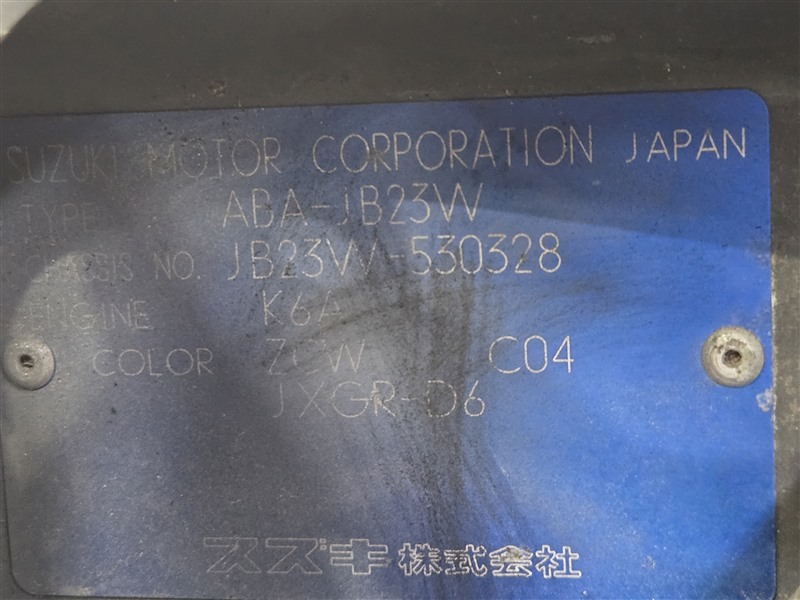 SUZUKI MOTOR CORPORATION JAPAN
TYPE ABA-JB23W
CHASSIS NO. JB23W-530328
ENGINE K6A
COLOR ZCW C04
JXGR-D6
スズキ株式会社